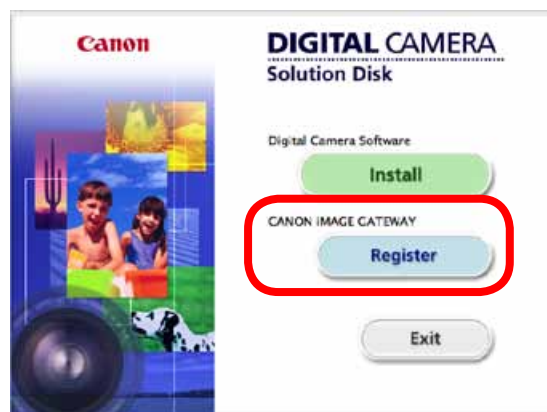 Canon
DIGITAL CAMERA
Solution Disk
Digital Camera Software
Install
CANON iMAGE GATEWAY
Register
Exit